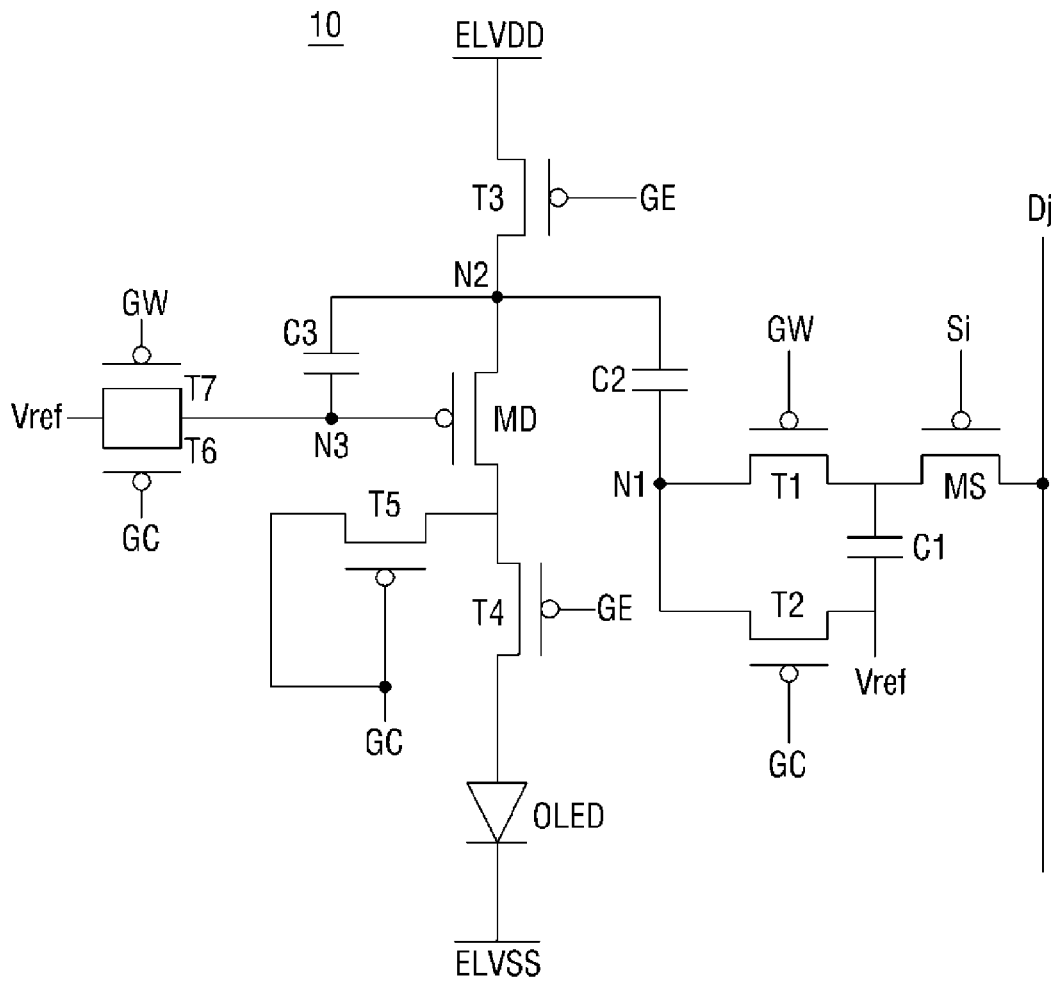 10
ELVDD
T3
GE
Dj
N2
GW
C3
GW
Si
C2
T7
Vref
T6
N3
MD
N1
T1
MS
GC
T5
C1
T4
GE
T2
Vref
GC
GC
OLED
ELVSS